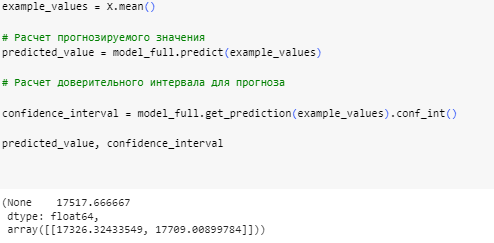 example_values = X.mean()
# Расчет прогнозируемого значения
predicted_value = model_full.predict(example_values)
# Расчет доверительного интервала для прогноза
confidence_interval = model_full.get_prediction(example_values).conf_int()
predicted_value, confidence_interval
(None    17517.666667
dtype: float64,
array([[17326.32433549, 17709.00899784]]))